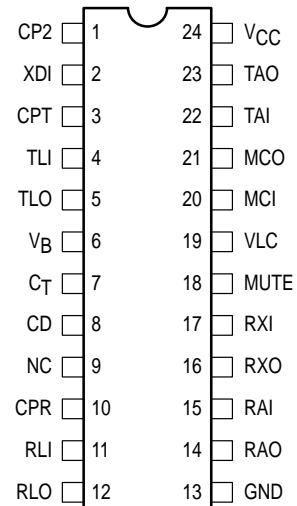 CP2 1 24 VCC
XDI 2 23 TAO
CPT 3 22 TAI
TLI 4 21 MCO
TLO 5 20 MCI
VB 6 19 VLC
CT 7 18 MUTE
CD 8 17 RXI
NC 9 16 RXO
CPR 10 15 RAI
RLI 11 14 RAO
RLO 12 13 GND